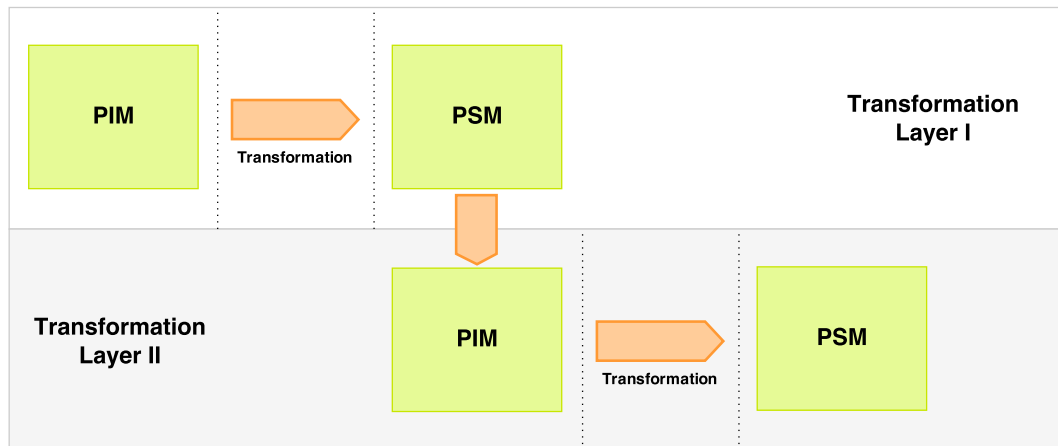 PIM
Transformation
PSM
Transformation
Layer I
Transformation
Layer II
PIM
Transformation
PSM